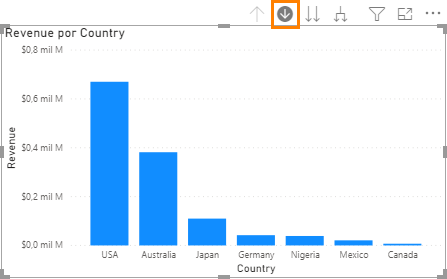 Revenue por Country
$0,8 mil M
$0,6 mil M
$0,4 mil M
$0,2 mil M
$0,0 mil M
Revenue
USA Australia Japan Germany Nigeria Mexico Canada
Country